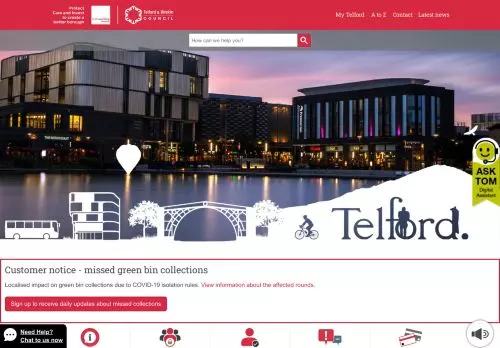 Protect
Care and Invest
to create a
better borough
Telford & Wrekin
COUNCIL
My Telford
A to Z
Contact
Latest news
How can we help you?
Telford.
ASK
TOM
Digital
Assistant
Customer notice - missed green bin collections
Localised impact on green bin collections due to COVID-19 isolation rules. View information about the affected rounds.
Sign up to receive daily updates about missed collections
Need Help?
Chat to us now